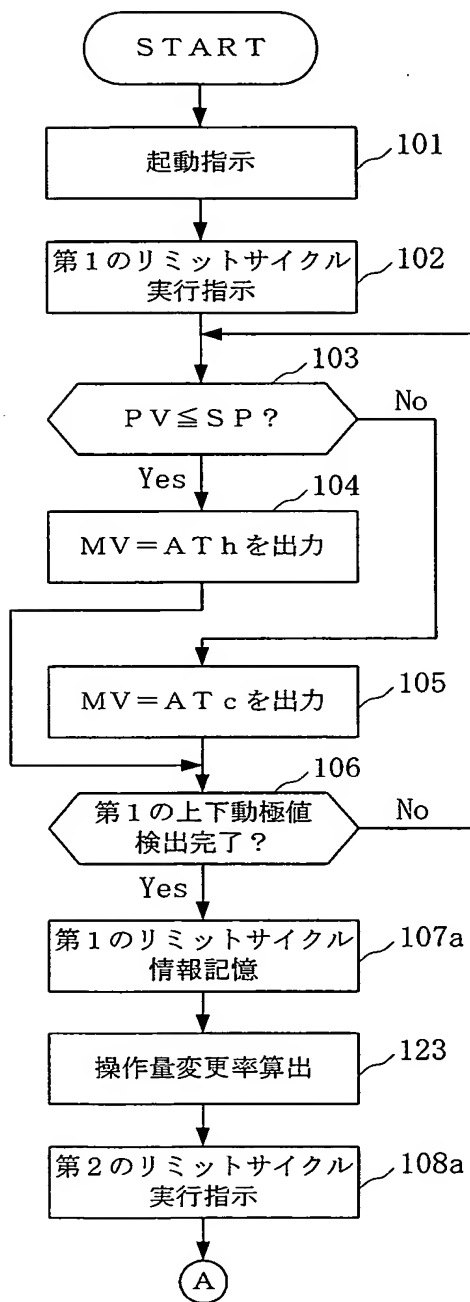 START
起動指示
101
第1のリミットサイクル
実行指示
102
103
PV≦SP?
No
Yes
104
MV=AThを出力
MV=ATcを出力
105
106
第1の上下動極値
検出完了?
No
Yes
第1のリミットサイクル
情報記憶
107a
操作量変更率算出
123
第2のリミットサイクル
実行指示
108a
A